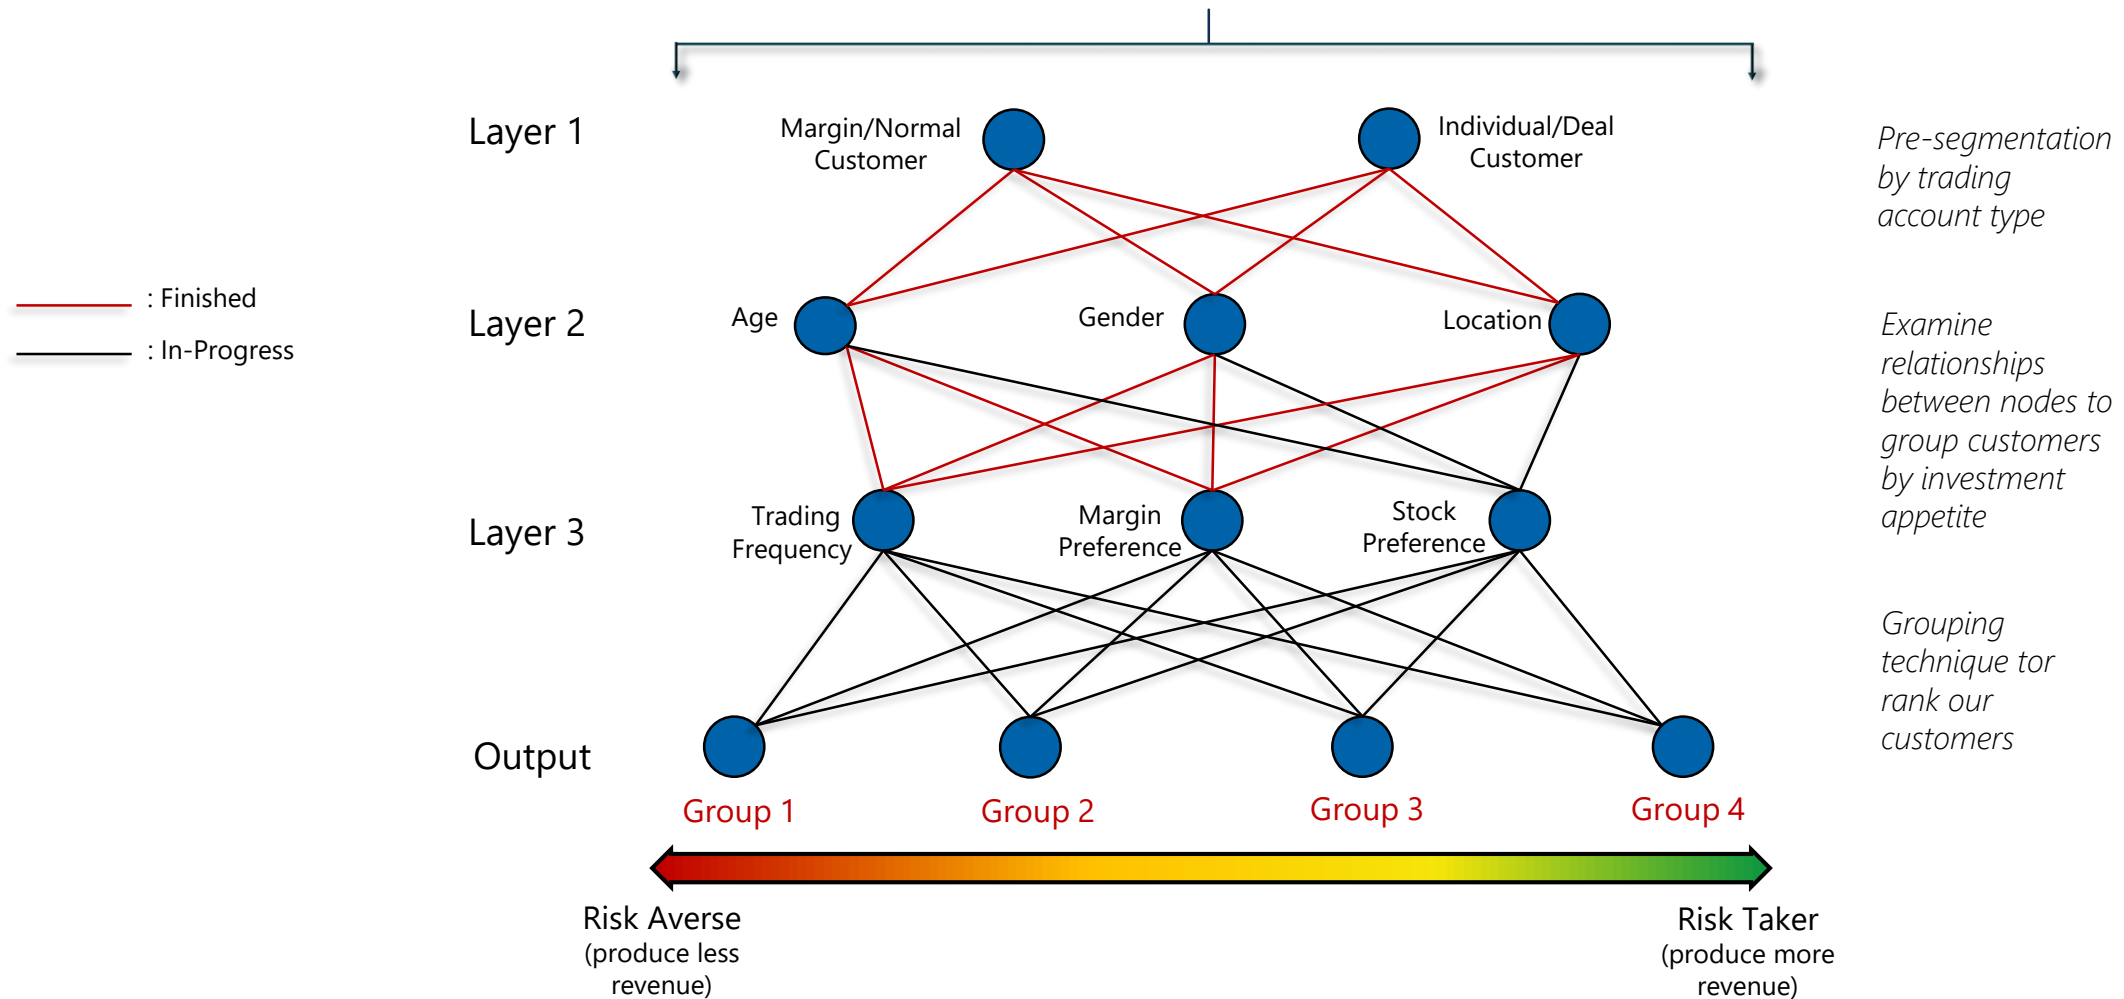 Layer 1
Margin/Normal
Customer
Individual/Deal
Customer
Pre-segmentation
by trading
account type
: Finished
: In-Progress
Layer 2
Age
Gender
Location
Examine
relationships
between nodes to
group customers
by investment
appetite
Layer 3
Trading
Frequency
Margin
Preference
Stock
Preference
Grouping
technique tor
rank our
customers
Output
Group 1
Group 2
Group 3
Group 4
Risk Averse
(produce less
revenue)
Risk Taker
(produce more
revenue)